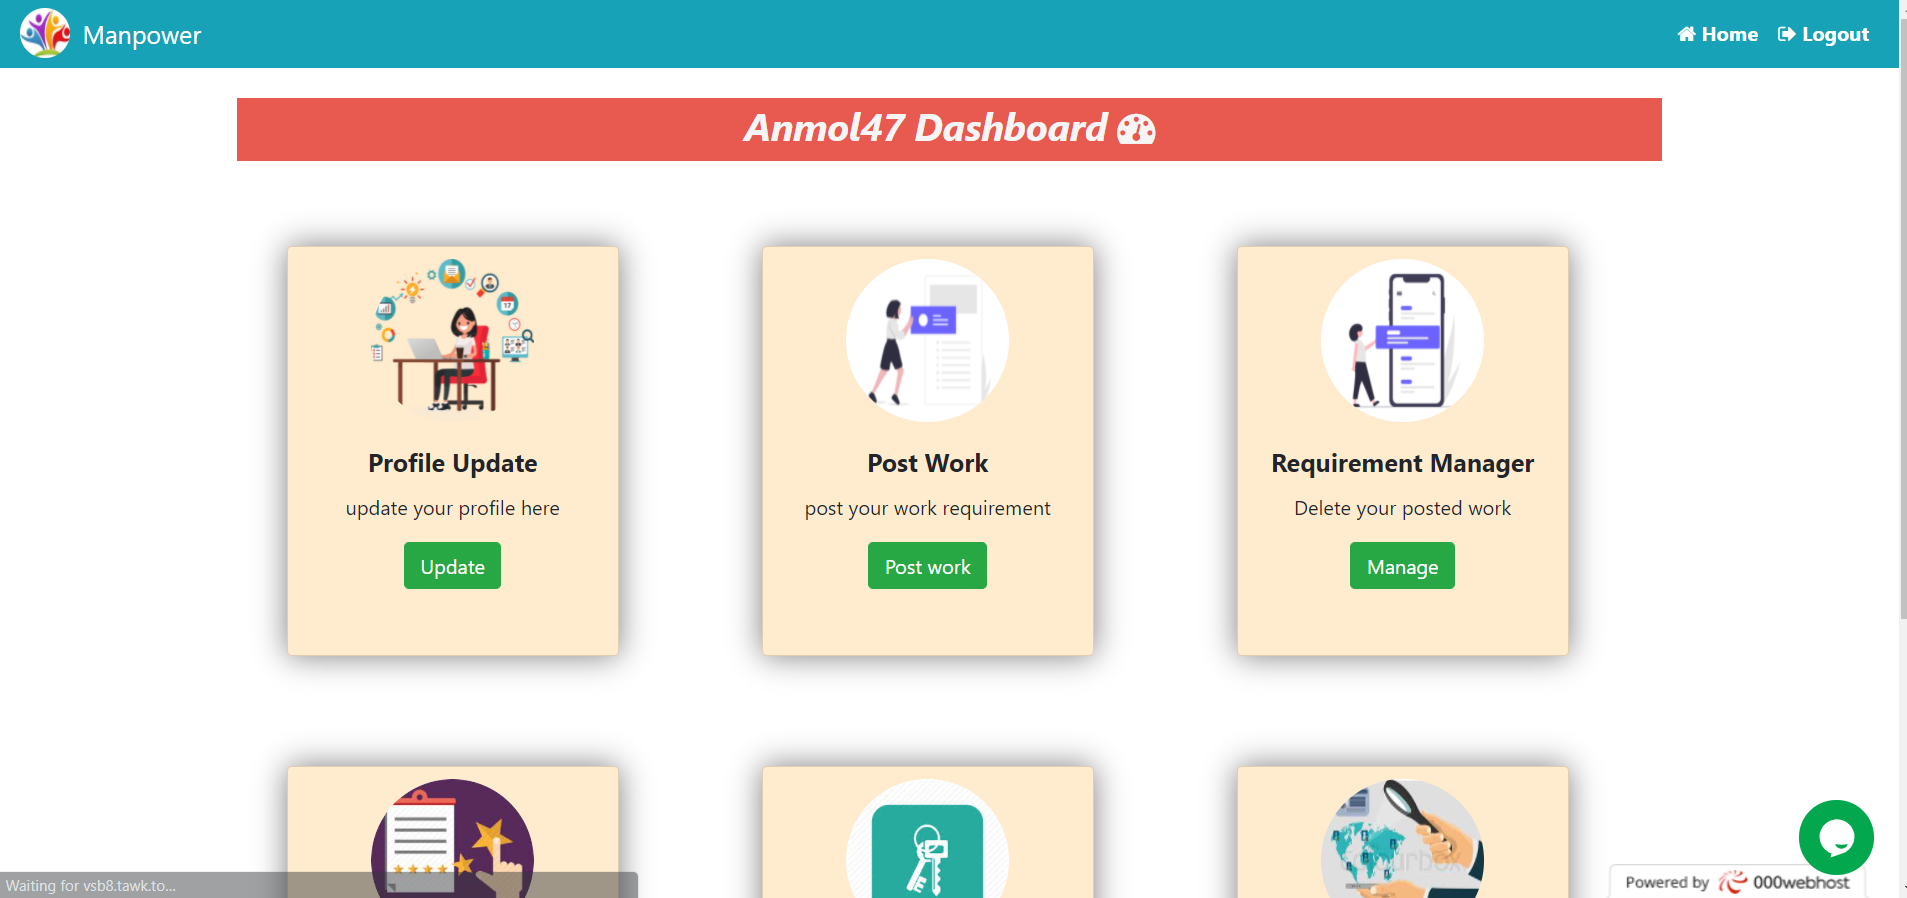 Manpower
Home Logout
Anmol47 Dashboard
17
Profile Update
update your profile here
Update
Post Work
post your work requirement
Post work
Requirement Manager
Delete your posted work
Manage
Waiting for vsb8.tawk.to...
Powered by 000webhost